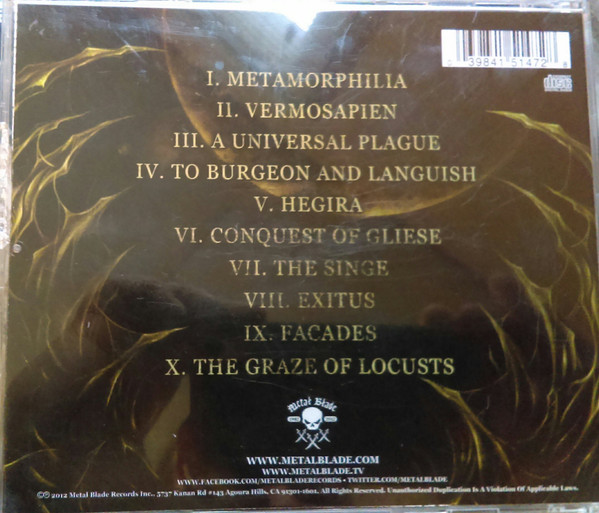 39841 51472
I. METAMORPHILIA
II. VERMOSAPIEN
III. A UNIVERSAL PLAGUE
IV. TO BURGEON AND LANGUISH
V. HEGIRA
VI. CONQUEST OF GLIESE
VII. THE SINGE
VIII. EXITUS
IX. FACADES
X. THE GRAZE OF LOCUSTS
Metal Blade
WWW.METALBLADE.COM
WWW.METALBLADE.TV
WWW.FACEBOOK.COM/METALBLADERECORDS • TWITTER.COM/METALBLADE
©℗ 2012 Metal Blade Records Inc., 5737 Kanan Rd #143 Agoura Hills, CA 91301-1601, All Rights Reserved. Unauthorized Duplication Is A Violation Of Applicable Laws.